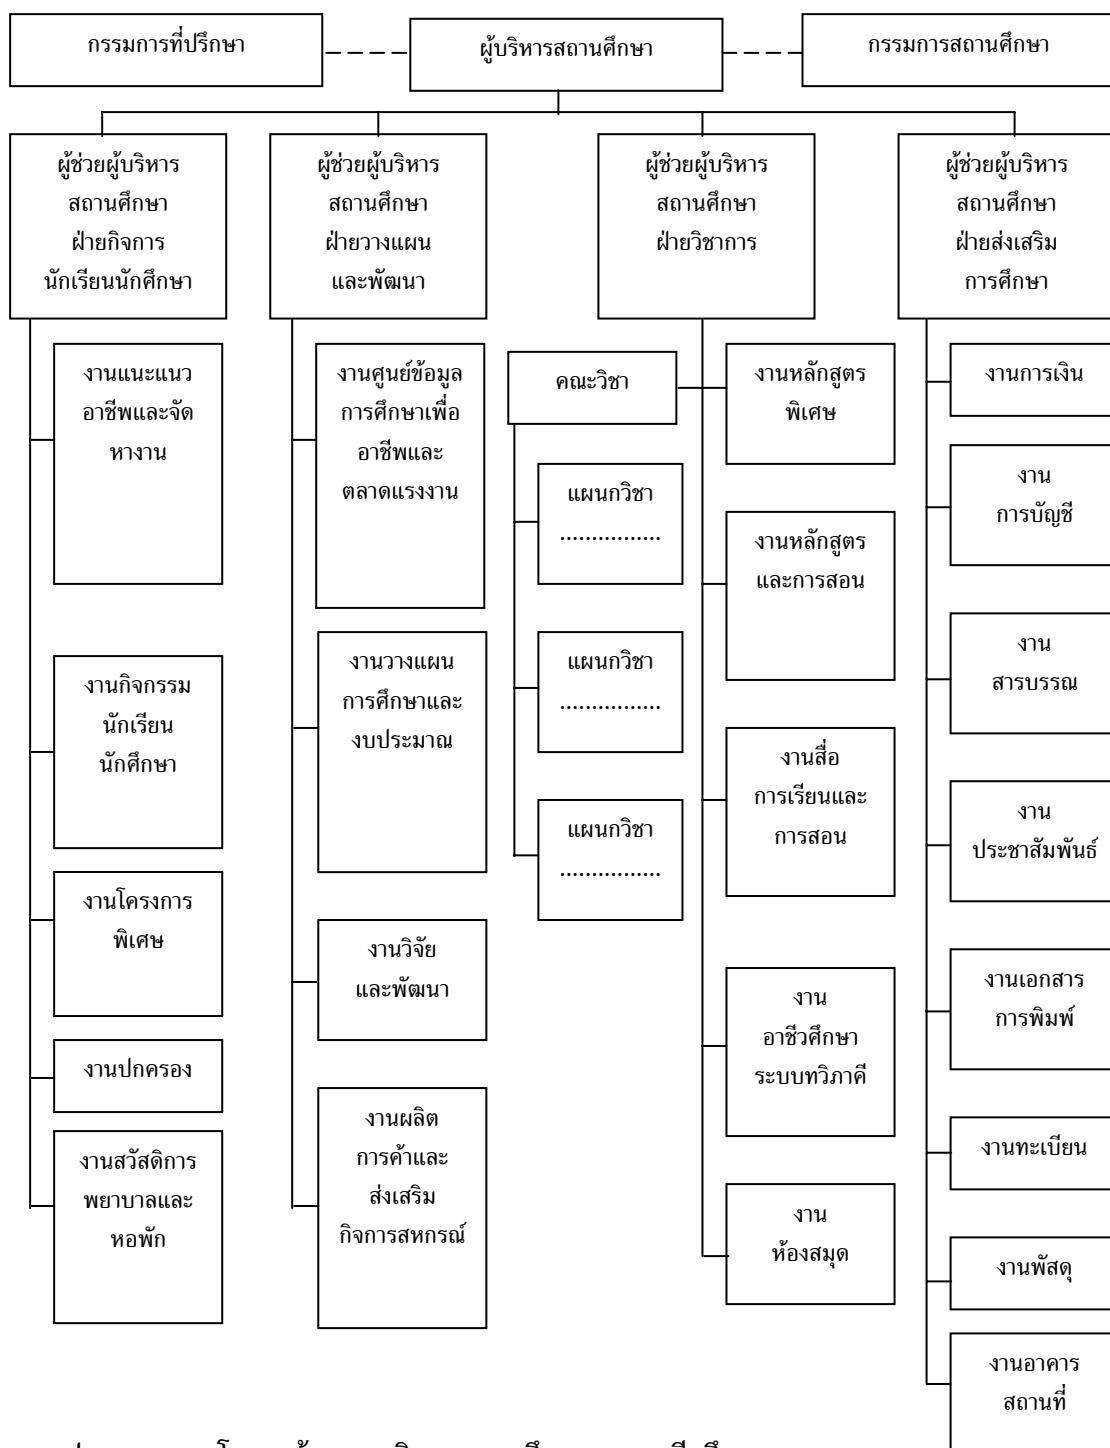 กรรมการที่ปรึกษา
ผู้บริหารสถานศึกษา
กรรมการสถานศึกษา
ผู้ช่วยผู้บริหาร
สถานศึกษา
ฝ่ายกิจการ
นักเรียนนักศึกษา
ผู้ช่วยผู้บริหาร
สถานศึกษา
ฝ่ายวางแผน
และพัฒนา
ผู้ช่วยผู้บริหาร
สถานศึกษา
ฝ่ายวิชาการ
ผู้ช่วยผู้บริหาร
สถานศึกษา
ฝ่ายส่งเสริม
การศึกษา
งานแนะแนว
อาชีพและจัด
หางาน
งานกิจกรรม
นักเรียน
นักศึกษา
งานโครงการ
พิเศษ
งานปกครอง
งานสวัสดิการ
พยาบาลและ
หอพัก
งานศูนย์ข้อมูล
การศึกษาเพื่อ
อาชีพและ
ตลาดแรงงาน
งานวางแผน
การศึกษาและ
งบประมาณ
งานวิจัย
และพัฒนา
งานผลิต
การค้าและ
ส่งเสริม
กิจการสหกรณ์
คณะวิชา
แผนกวิชา
................
แผนกวิชา
................
แผนกวิชา
................
งานหลักสูตร
พิเศษ
งานหลักสูตร
และการสอน
งานสื่อ
การเรียนและ
การสอน
งาน
อาชีวศึกษา
ระบบทวิภาคี
งาน
ห้องสมุด
งานการเงิน
งาน
การบัญชี
งาน
สารบรรณ
งาน
ประชาสัมพันธ์
งานเอกสาร
การพิมพ์
งานทะเบียน
งานพัสดุ
งานอาคาร
สถานที่